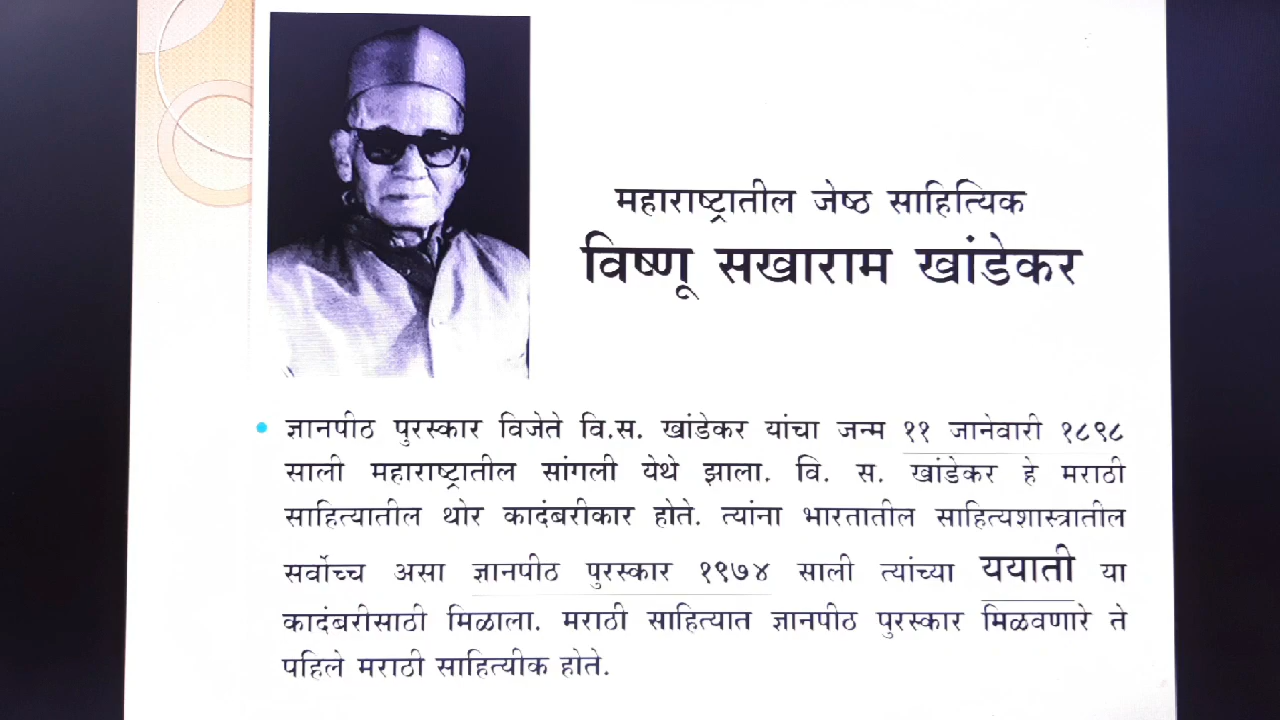 महाराष्ट्रातील जेष्ठ साहित्यिक
विष्णू सखाराम खांडेकर
ज्ञानपीठ पुरस्कार विजेते वि.स. खांडेकर यांचा जन्म ११ जानेवारी १८९८
साली महाराष्ट्रातील सांगली येथे झाला. वि. स. खांडेकर हे मराठी
साहित्यातील थोर कादंबरीकार होते. त्यांना भारतातील साहित्यशास्त्रातील
सर्वोच्च असा ज्ञानपीठ पुरस्कार १९७४ साली त्यांच्या ययाती या
कादंबरीसाठी मिळाला. मराठी साहित्यात ज्ञानपीठ पुरस्कार मिळवणारे ते
पहिले मराठी साहित्यीक होते.